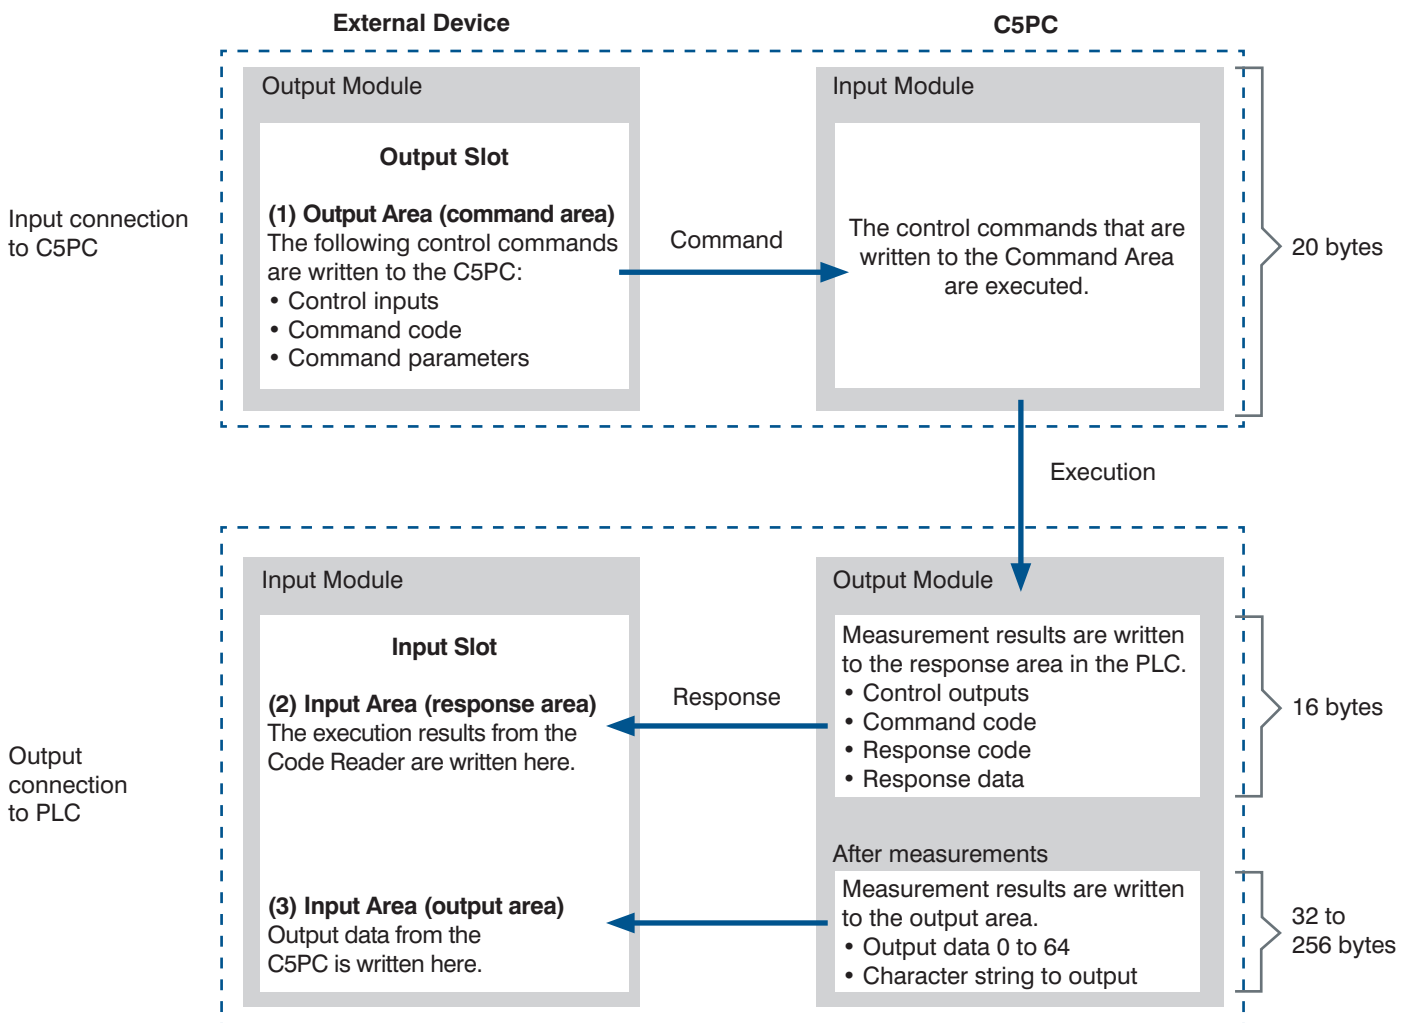 External Device
C5PC
Output Module
Output Slot
(1) Output Area (command area)
The following control commands
are written to the C5PC:
• Control inputs
• Command code
• Command parameters
Input connection
to C5PC
Command
Input Module
The control commands that are
written to the Command Area
are executed.
20 bytes
Execution
Input Module
Input Slot
(2) Input Area (response area)
The execution results from the
Code Reader are written here.
(3) Input Area (output area)
Output data from the
C5PC is written here.
Output
connection
to PLC
Response
Output Module
Measurement results are written
to the response area in the PLC.
• Control outputs
• Command code
• Response code
• Response data
16 bytes
After measurements
Measurement results are written
to the output area.
• Output data 0 to 64
• Character string to output
32 to
256 bytes